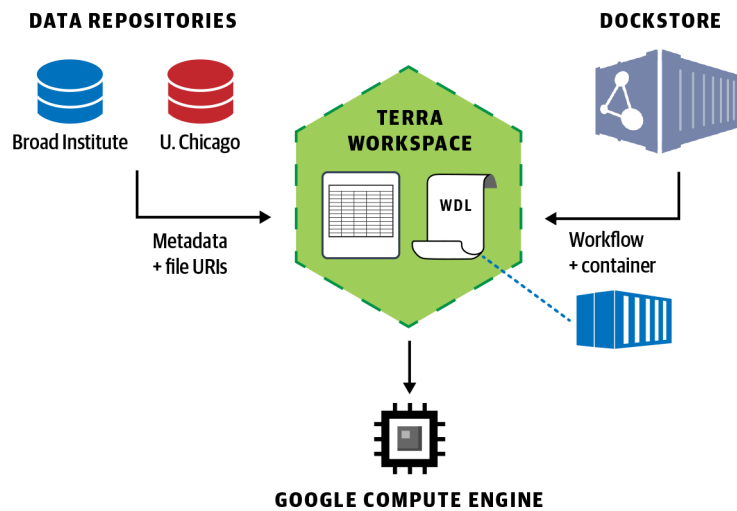 DATA REPOSITORIES
DOCKSTORE
Broad Institute
U. Chicago
TERRA
WORKSPACE
WDL
Metadata
+ file URIs
Workflow
+ container
GOOGLE COMPUTE ENGINE